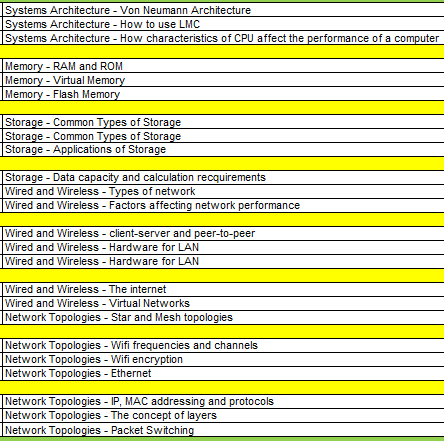 Systems Architecture - Von Neumann Architecture
Systems Architecture - How to use LMC
Systems Architecture - How characteristics of CPU affect the performance of a computer
Memory - RAM and ROM
Memory - Virtual Memory
Memory - Flash Memory
Storage - Common Types of Storage
Storage - Common Types of Storage
Storage - Applications of Storage
Storage - Data capacity and calculation recquirements
Wired and Wireless - Types of network
Wired and Wireless - Factors affecting network performance
Wired and Wireless - client-server and peer-to-peer
Wired and Wireless - Hardware for LAN
Wired and Wireless - Hardware for LAN
Wired and Wireless - The internet
Wired and Wireless - Virtual Networks
Network Topologies - Star and Mesh topologies
Network Topologies - Wifi frequencies and channels
Network Topologies - Wifi encryption
Network Topologies - Ethernet
Network Topologies - IP, MAC addressing and protocols
Network Topologies - The concept of layers
Network Topologies - Packet Switching